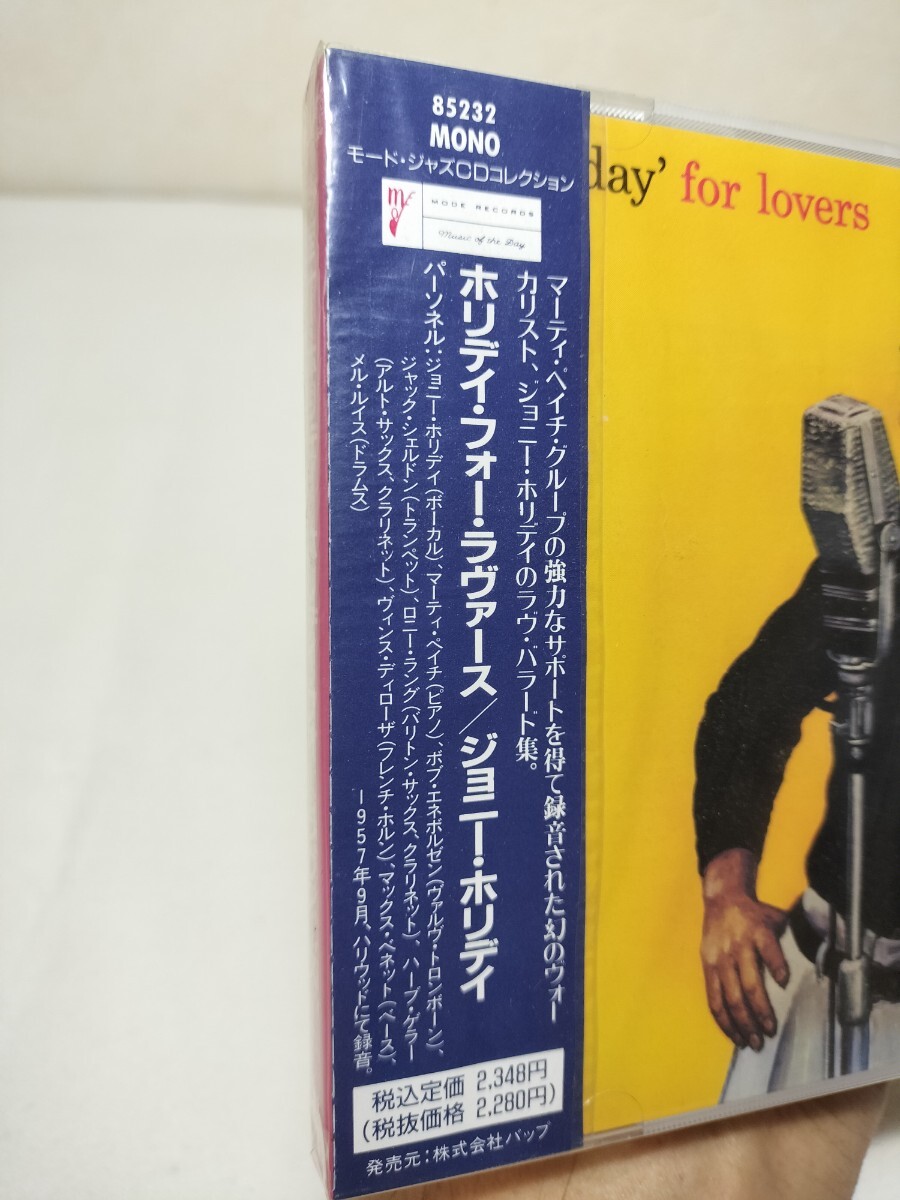 85232
MONO
モード・ジャズCDコレクション
MODE RECORDS
Music of the Day
マーティ・ペイチ・グループの強力なサポートを得て録音された幻のヴォー
カリスト、ジョニー・ホリデイのラヴ・バラード集。
ホリデイ・フォー・ラヴァース/ジョニー・ホリデイ
パーソネル:ジョニー・ホリデイ(ボーカル)、マーティ・ペイチ(ピアノ)、ボブ・エネボルゼン(ヴァルヴ・トロンボーン)、
ジャック・シェルドン(トランペット)、ロニー・ラング(バリトン・サックス、クラリネット)、ハーブ・ゲラー
(アルト・サックス、クラリネット)、ヴィンス・ディローザ(フレンチ・ホルン)、マックス・ベネット(ベース)、
メル・ルイス(ドラムス)
1957年9月、ハリウッドにて録音。
税込定価 2,348円
(税抜価格 2,280円)
発売元:株式会社バップ
day' for lovers